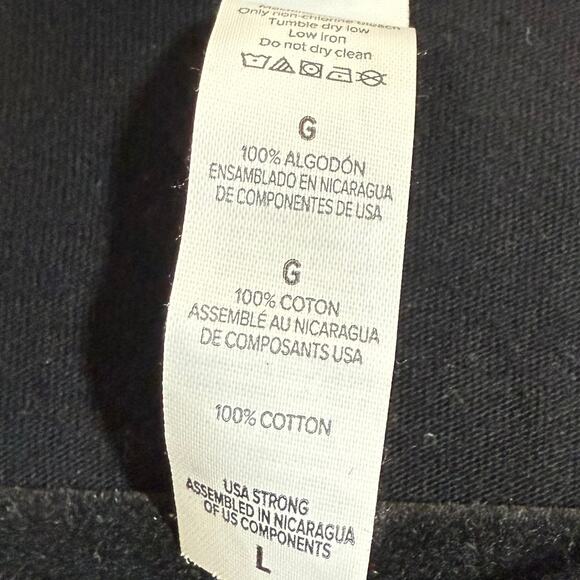 Only non-chlorine bleach
Tumble dry low
Low Iron
Do not dry clean
G
100% ALGODÓN
ENSAMBLADO EN NICARAGUA
DE COMPONENTES DE USA
G
100% COTON
ASSEMBLÉ AU NICARAGUA
DE COMPOSANTS USA
100% COTTON
USA STRONG
ASSEMBLED IN NICARAGUA
OF US COMPONENTS
L